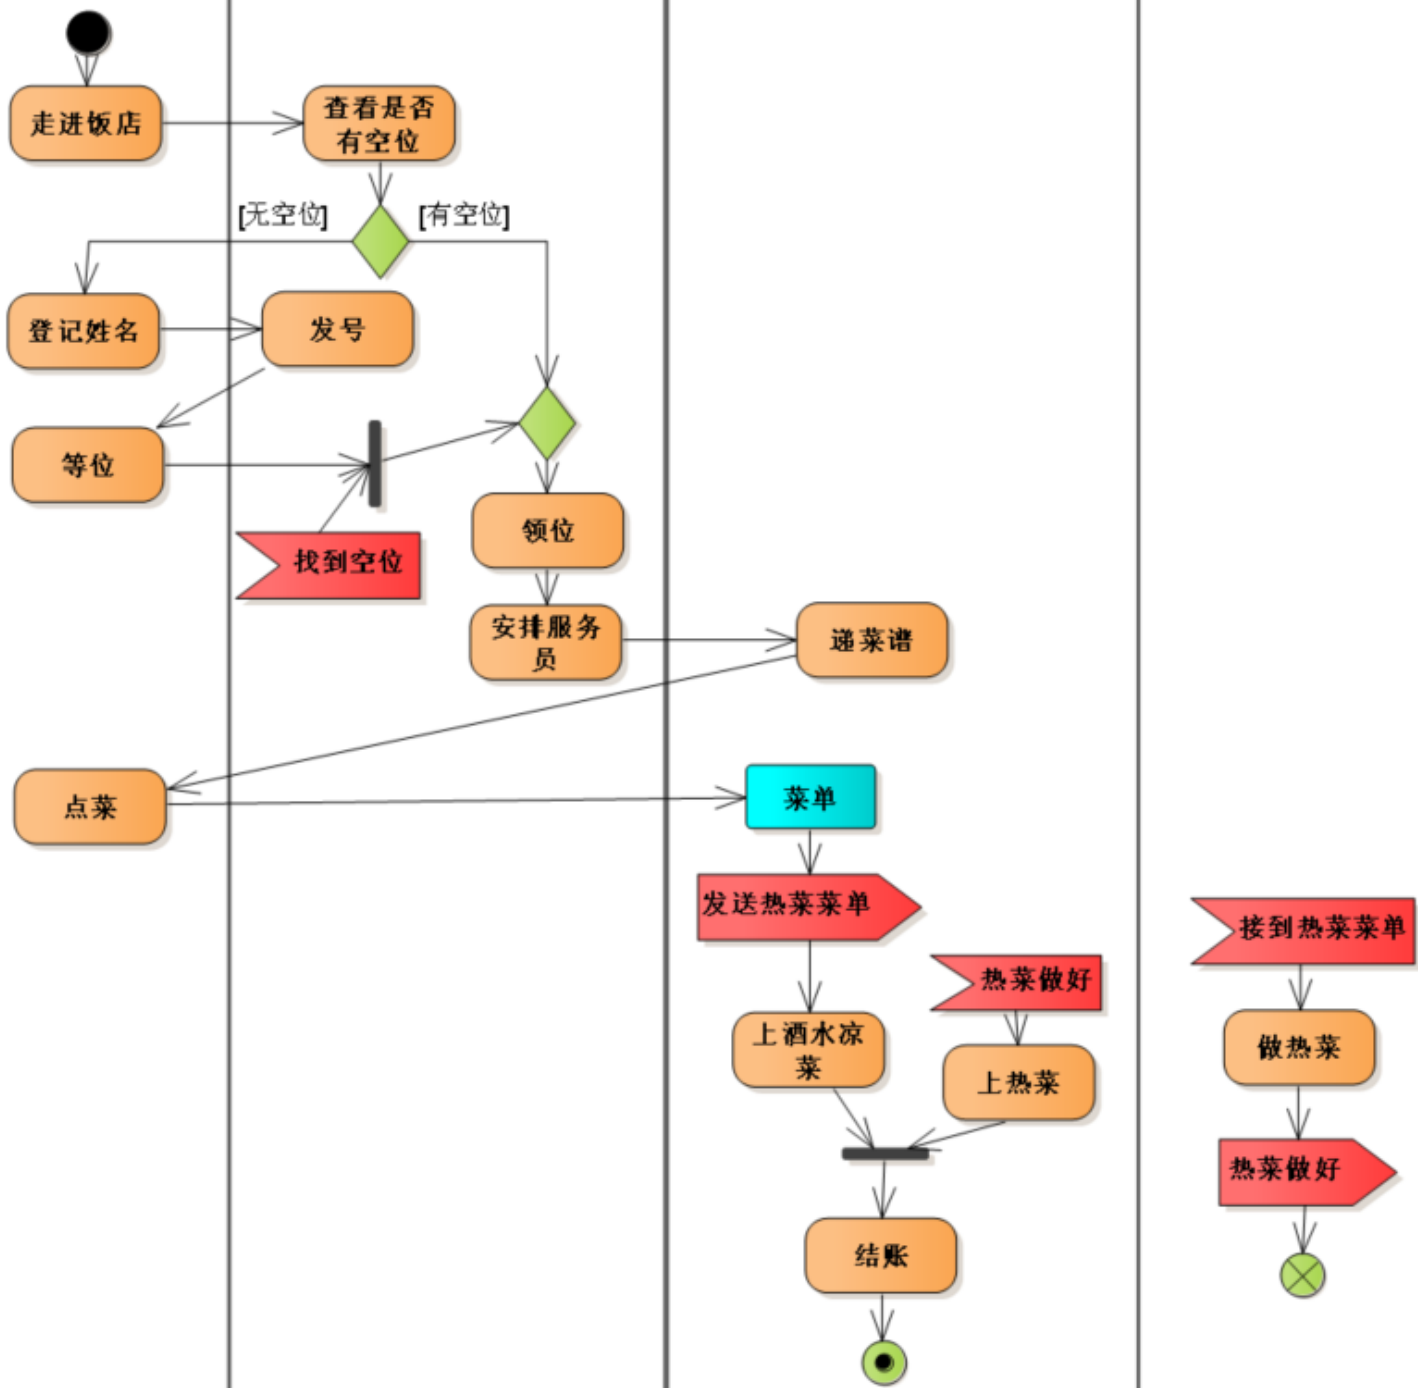 走进饭店
查看是否
有空位
[无空位]
[有空位]
登记姓名
发号
等位
找到空位
领位
安排服务
员
递菜谱
点菜
菜单
发送热菜菜单
接到热菜菜单
热菜做好
上酒水凉
菜
做热菜
上热菜
热菜做好
结账